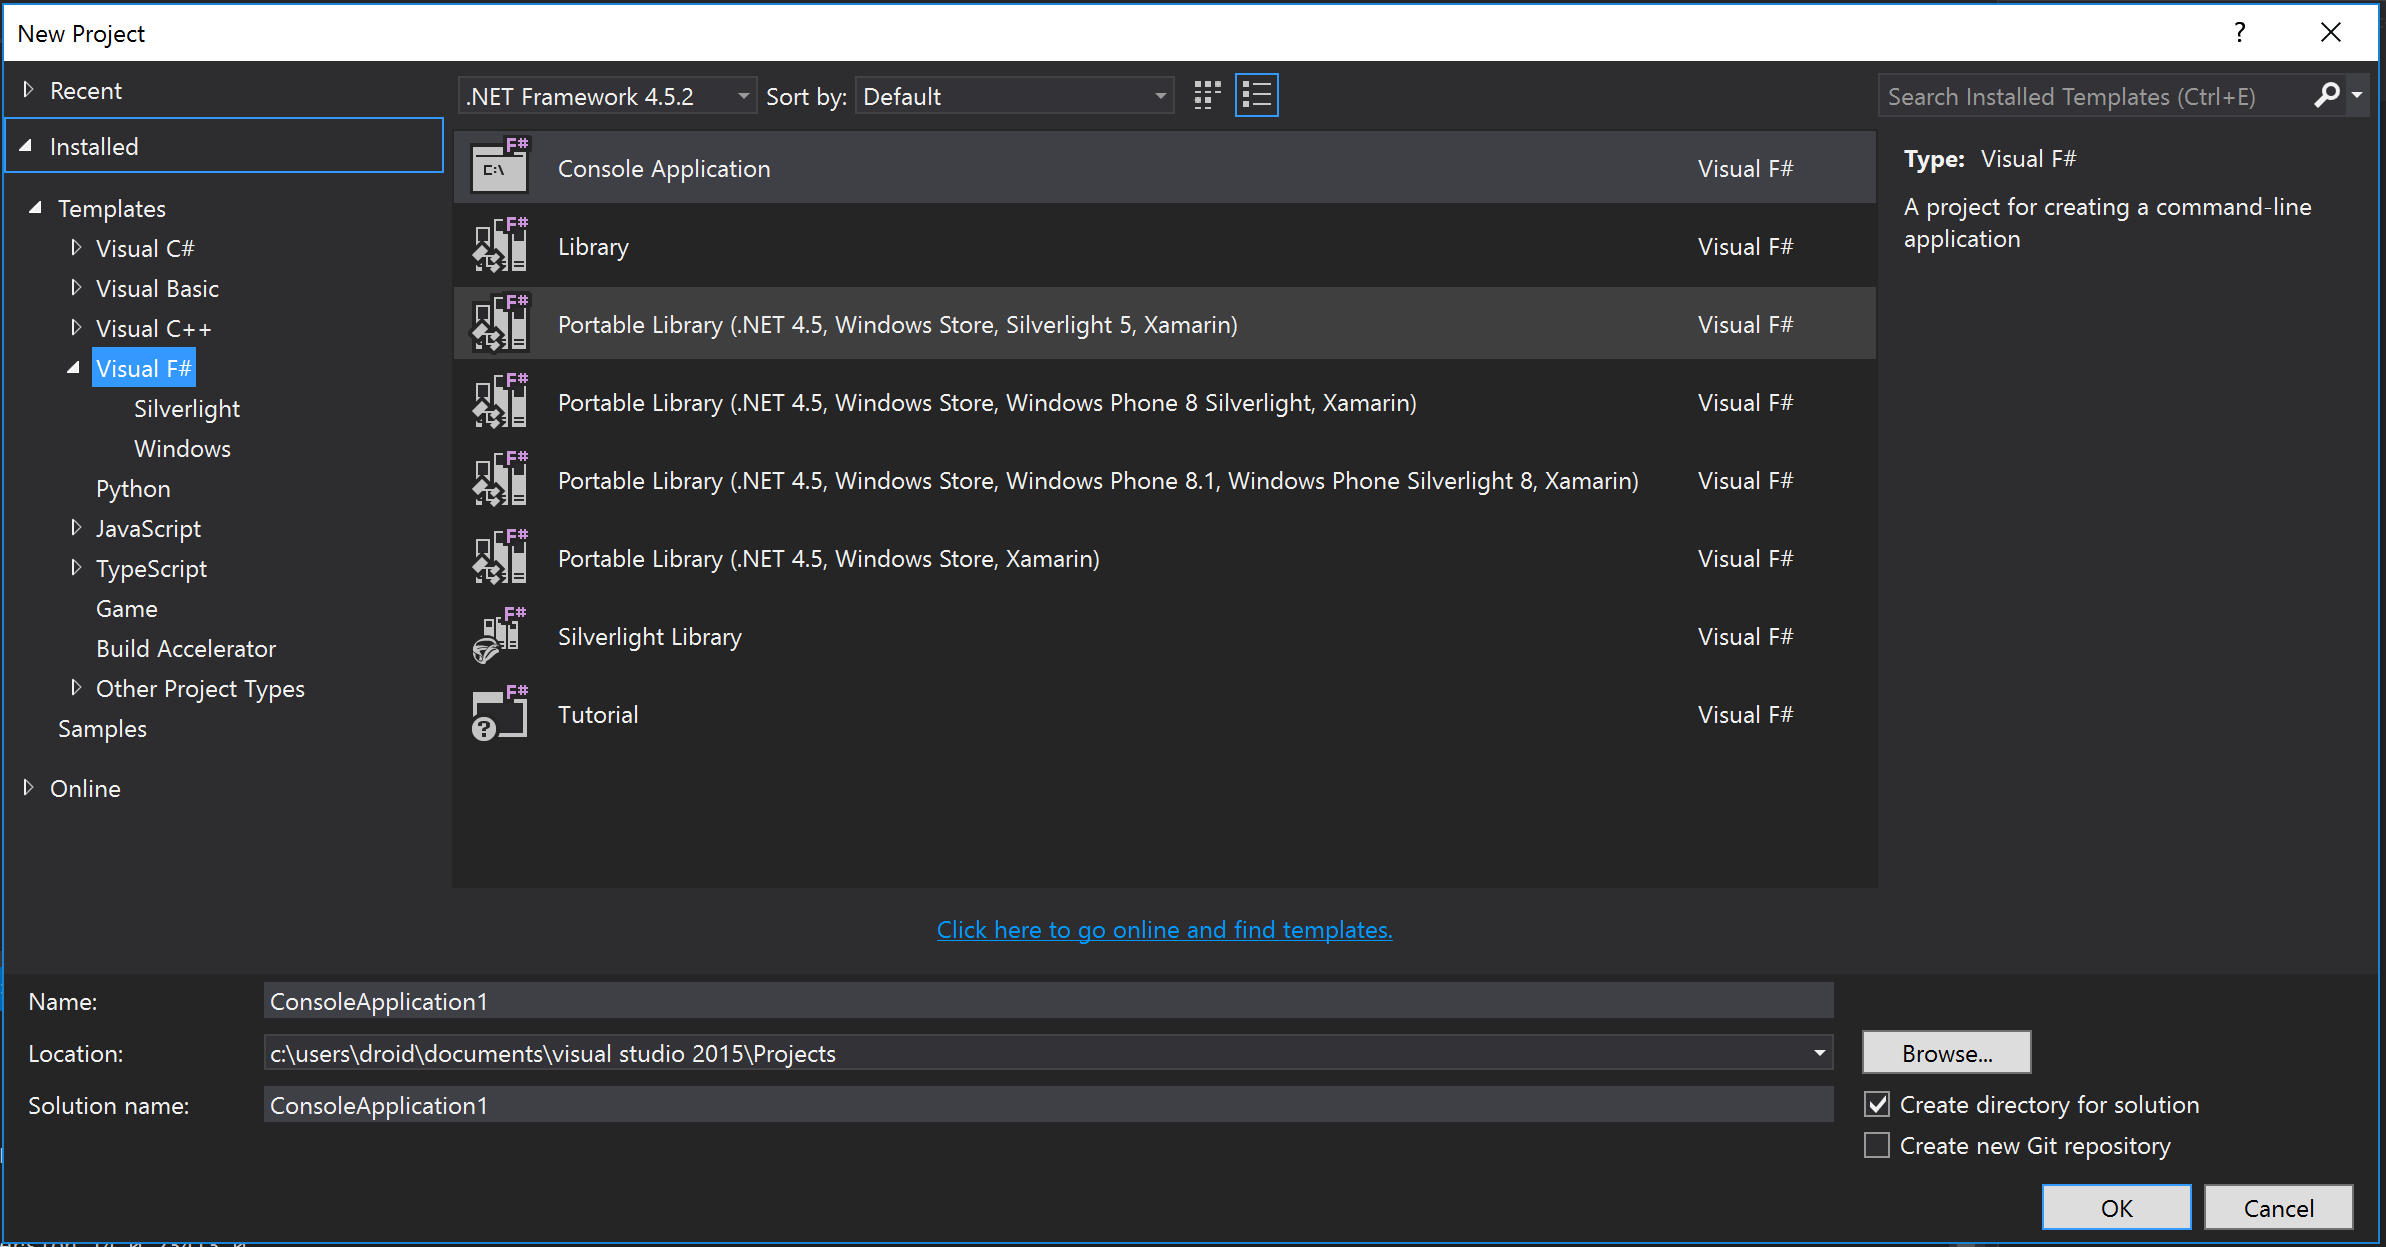 New Project
?
Recent
Installed
Templates
Visual C#
Visual Basic
Visual C++
Visual F#
Silverlight
Windows
Python
JavaScript
TypeScript
Game
Build Accelerator
Other Project Types
Samples
Online
.NET Framework 4.5.2
Sort by: Default
Search Installed Templates (Ctrl+E)
F# C:\ Console Application Visual F#
F# Library Visual F#
F# Portable Library (.NET 4.5, Windows Store, Silverlight 5, Xamarin) Visual F#
F# Portable Library (.NET 4.5, Windows Store, Windows Phone 8 Silverlight, Xamarin) Visual F#
F# Portable Library (.NET 4.5, Windows Store, Windows Phone 8.1, Windows Phone Silverlight 8, Xamarin) Visual F#
F# Portable Library (.NET 4.5, Windows Store, Xamarin) Visual F#
F# Silverlight Library Visual F#
F# ? Tutorial Visual F#
Type: Visual F#
A project for creating a command-line
application
Click here to go online and find templates.
Name: ConsoleApplication1
Location: c:\users\droid\documents\visual studio 2015\Projects
Browse...
Solution name: ConsoleApplication1
Create directory for solution
Create new Git repository
OK
Cancel